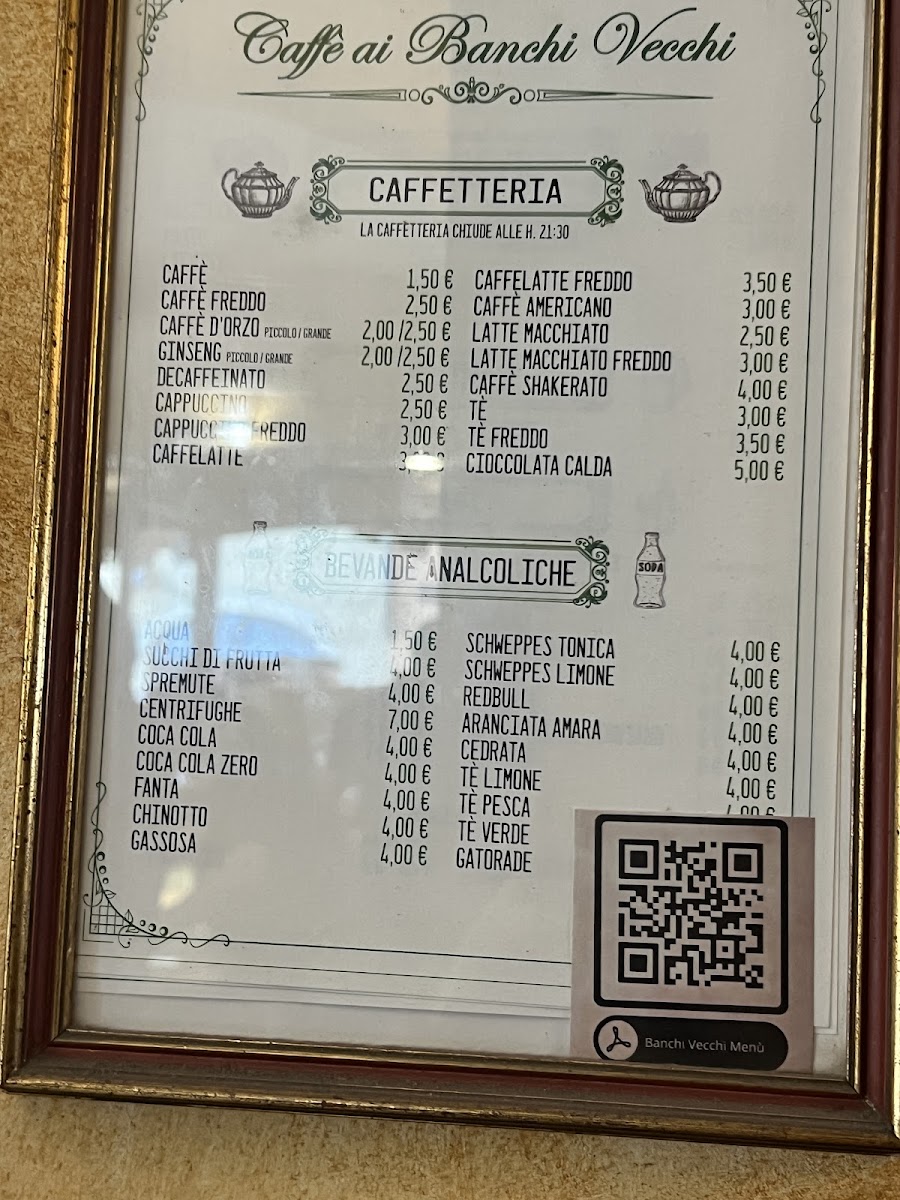 Caffè ai Banchi Vecchi
CAFFETTERIA
LA CAFFÈTTERIA CHIUDE ALLE H. 21:30
CAFFÈ 1,50 €
CAFFÈ FREDDO 2,50 €
CAFFÈ D'ORZO PICCOLO / GRANDE 2,00 /2,50 €
GINSENG PICCOLO / GRANDE 2,00 /2,50 €
DECAFFEINATO 2,50 €
CAPPUCCINO 2,50 €
CAPPUCCINO FREDDO 3,00 €
CAFFELATTE
CAFFELATTE FREDDO 3,50 €
CAFFÈ AMERICANO 3,00 €
LATTE MACCHIATO 2,50 €
LATTE MACCHIATO FREDDO 3,00 €
CAFFÈ SHAKERATO 4,00 €
TÈ 3,00 €
TÈ FREDDO 3,50 €
CIOCCOLATA CALDA 5,00 €
BEVANDE ANALCOLICHE
SODA
ACQUA 1,50 €
SUCCHI DI FRUTTA 4,00 €
SPREMUTE 4,00 €
CENTRIFUGHE 7,00 €
COCA COLA 4,00 €
COCA COLA ZERO 4,00 €
FANTA 4,00 €
CHINOTTO 4,00 €
GASSOSA 4,00 €
SCHWEPPES TONICA 4,00 €
SCHWEPPES LIMONE 4,00 €
REDBULL 4,00 €
ARANCIATA AMARA 4,00 €
CEDRATA 4,00 €
TÈ LIMONE 4,00 €
TÈ PESCA
TÈ VERDE
GATORADE
Banchi Vecchi Menù